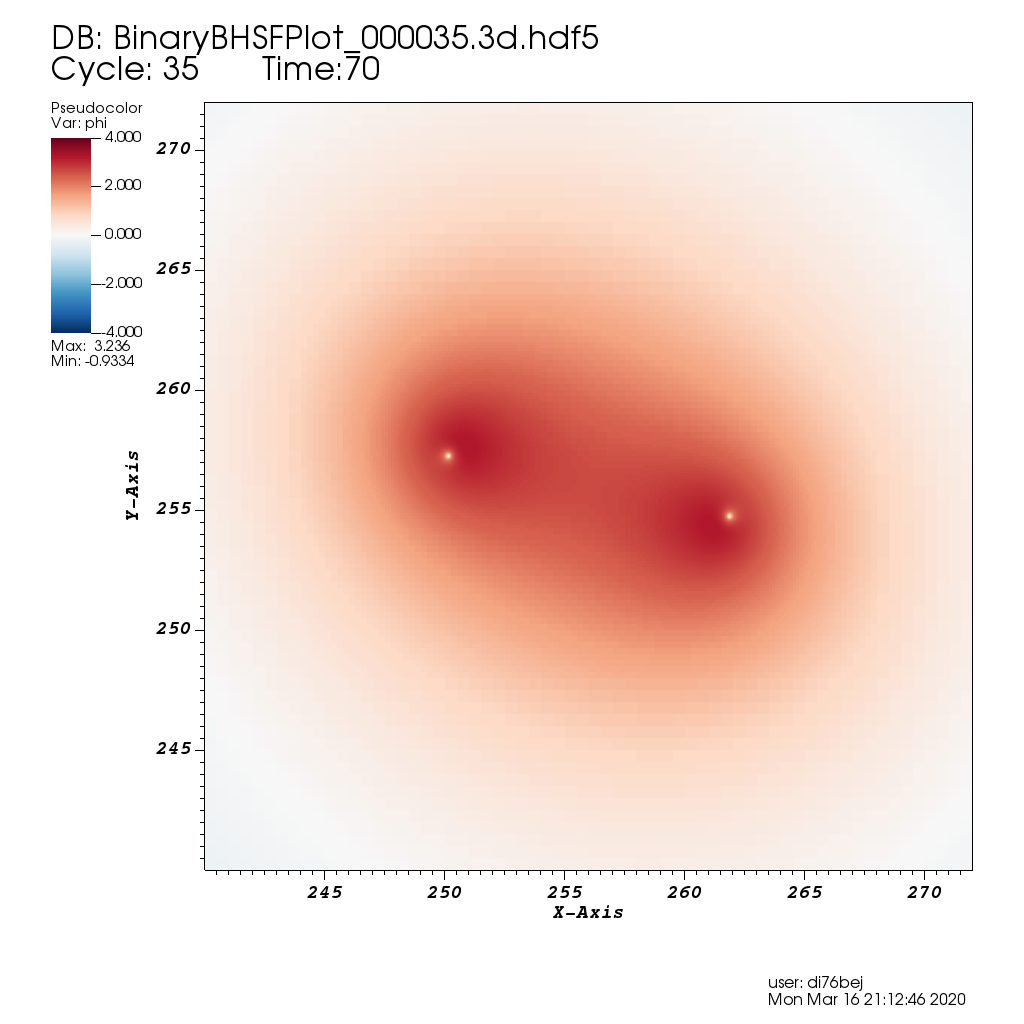 DB: BinaryBHSFPlot_000035.3d.hdf5
Cycle: 35 Time:70
Pseudocolor
Var: phi
4.000
2.000
0.000
-2.000
-4.000
Max: 3.236
Min: -0.9334
270
265
260
255
250
245
Y-Axis
245 250 255 260 265 270
X-Axis
user: di76bej
Mon Mar 16 21:12:46 2020